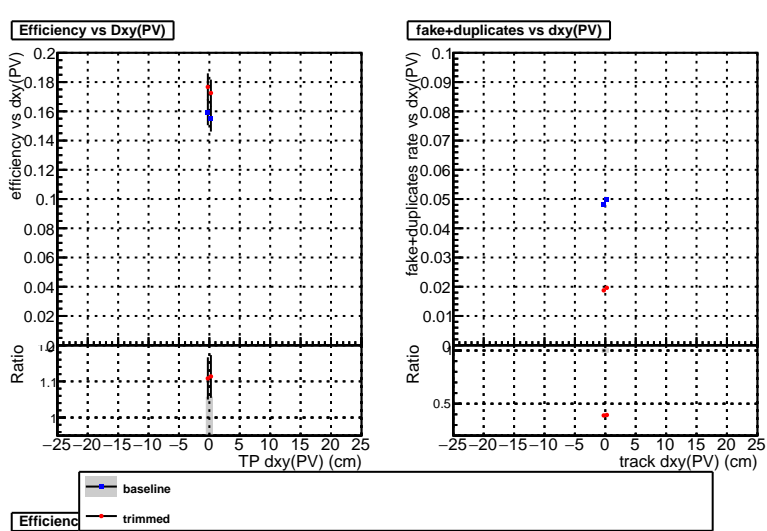 Efficiency vs Dxy(PV)
efficiency vs dxy(PV)
0.2
0.18
0.16
0.14
0.12
0.1
0.08
0.06
0.04
0.02
0
Ratio
1.1
1
−25 −20 −15 −10 −5 0 5 10 15 20 25
TP dxy(PV) (cm)
fake+duplicates vs dxy(PV)
fake+duplicates rate vs dxy(PV)
0.1
0.09
0.08
0.07
0.06
0.05
0.04
0.03
0.02
0.01
0
Ratio
1
0.5
−25 −20 −15 −10 −5 0 5 10 15 20 25
track dxy(PV) (cm)
baseline
trimmed
Efficienc